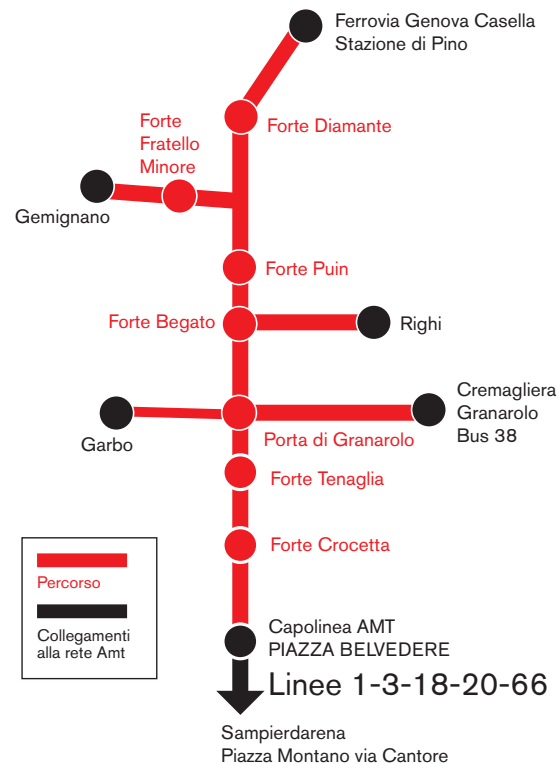 Ferrovia Genova Casella
Stazione di Pino
Forte
Fratello
Minore
Forte Diamante
Gemignano
Forte Puin
Forte Begato
Righi
Cremagliera
Granarolo
Bus 38
Garbo
Porta di Granarolo
Forte Tenaglia
Forte Crocetta
Percorso
Collegamenti
alla rete Amt
Capolinea AMT
PIAZZA BELVEDERE
Linee 1-3-18-20-66
Sampierdarena
Piazza Montano via Cantore